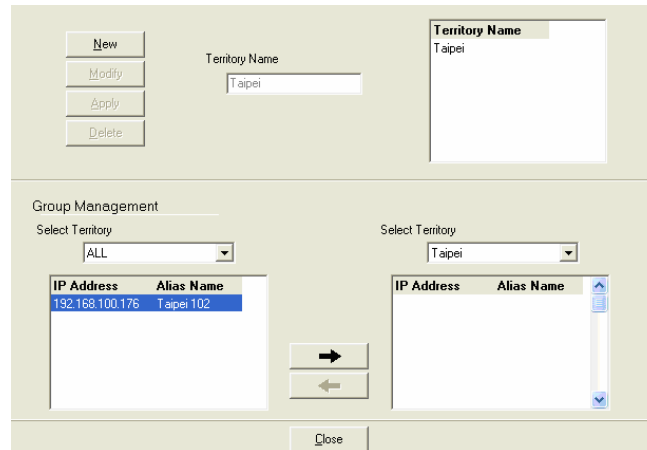 New
Modify
Apply
Delete
Territory Name
Taipei
Territory Name
Taipei
Group Management
Select Territory
ALL
IP Address Alias Name
192.168.100.176 Taipei 102
Select Territory
Taipei
IP Address Alias Name
Close